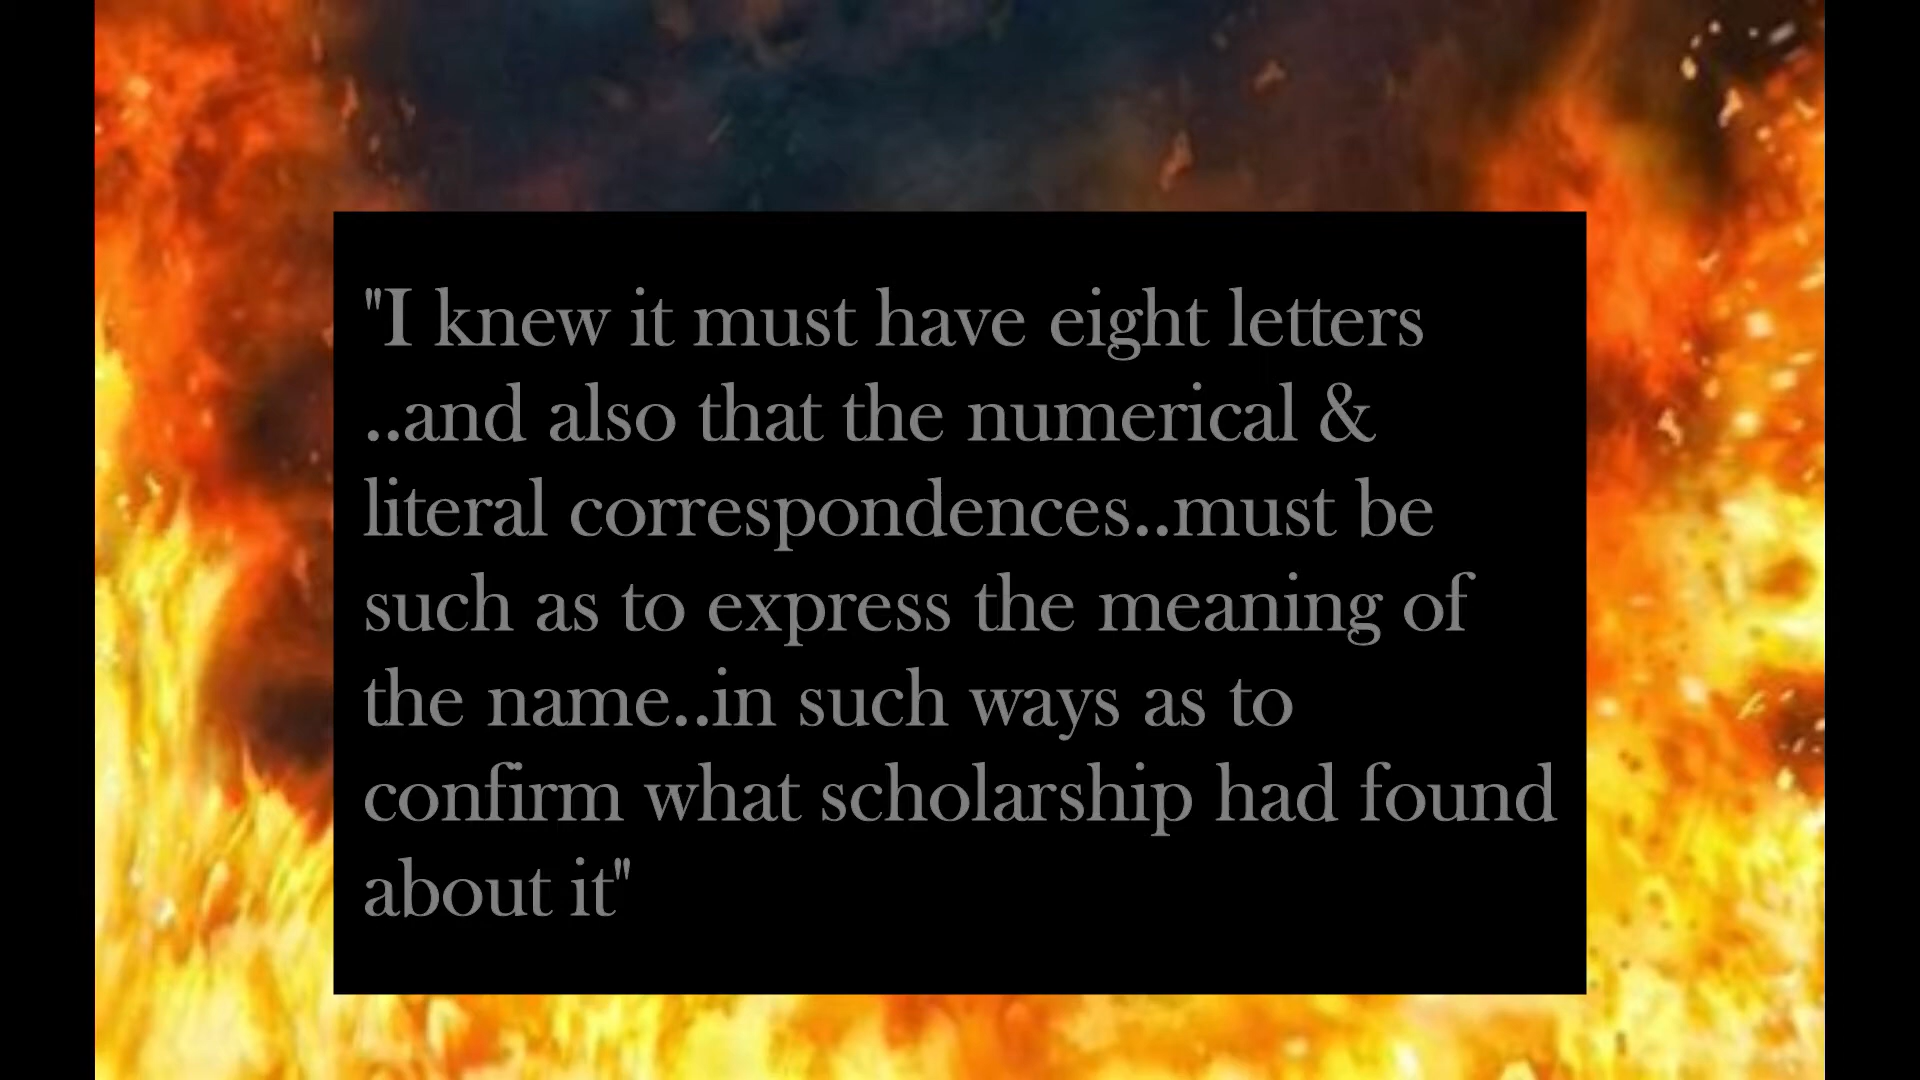 "I knew it must have eight letters
..and also that the numerical &
literal correspondences..must be
such as to express the meaning of
the name..in such ways as to
confirm what scholarship had found
about it"